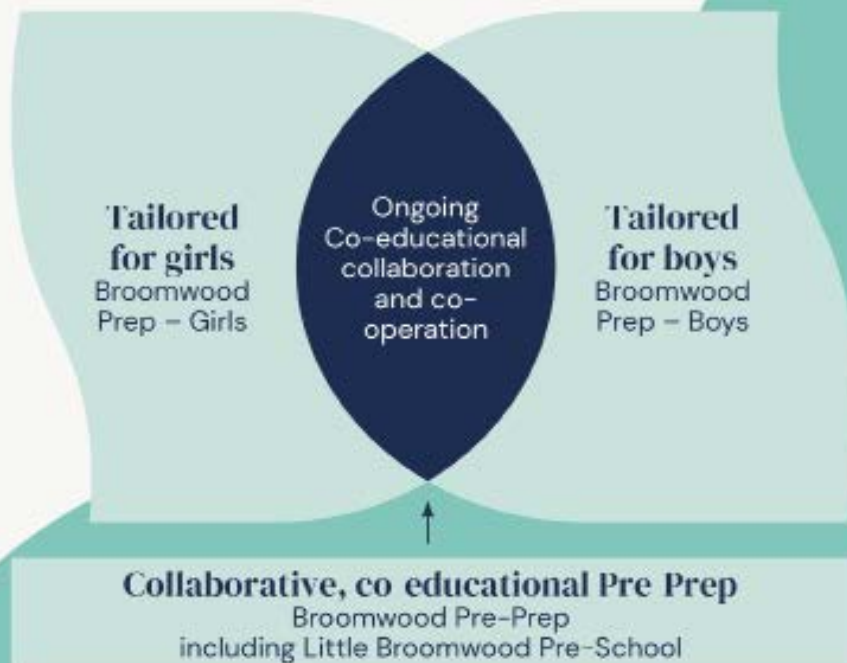 Tailored
for girls
Broomwood
Prep – Girls
Ongoing
Co-educational
collaboration
and co-
operation
Tailored
for boys
Broomwood
Prep – Boys
Collaborative, co educational Pre Prep
Broomwood Pre-Prep
including Little Broomwood Pre-School